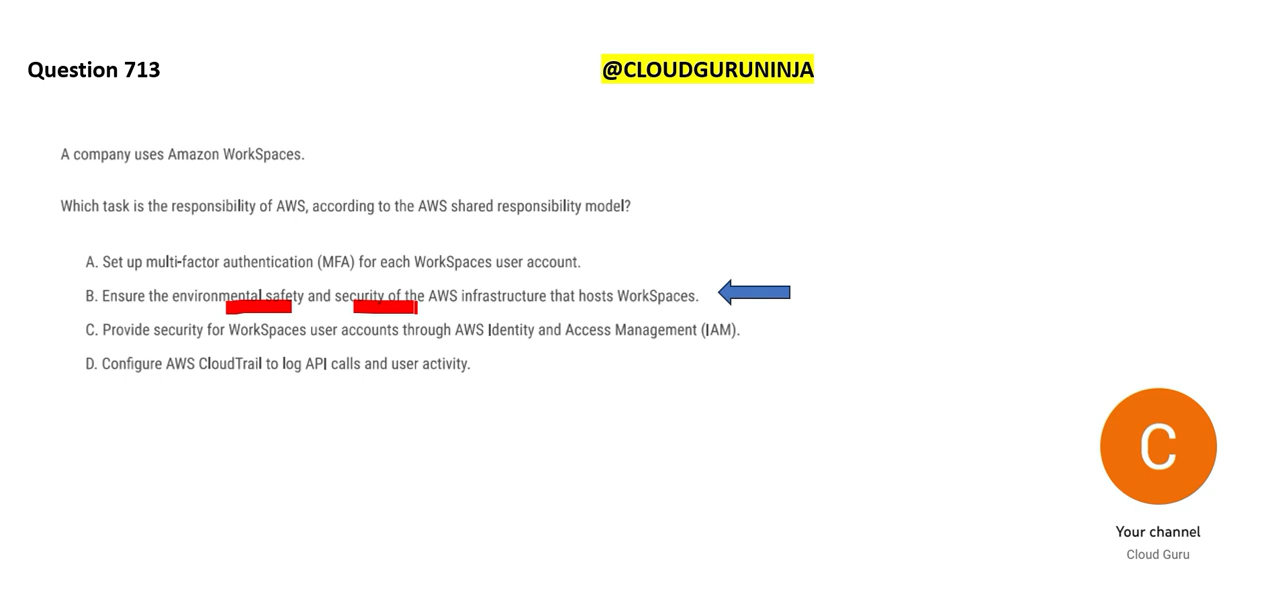 Question 713
@CLOUDGURUNINJA
A company uses Amazon WorkSpaces.
Which task is the responsibility of AWS, according to the AWS shared responsibility model?
A. Set up multi-factor authentication (MFA) for each WorkSpaces user account.
B. Ensure the environmental safety and security of the AWS infrastructure that hosts WorkSpaces.
C. Provide security for WorkSpaces user accounts through AWS Identity and Access Management (IAM).
D. Configure AWS CloudTrail to log API calls and user activity.
C
Your channel
Cloud Guru